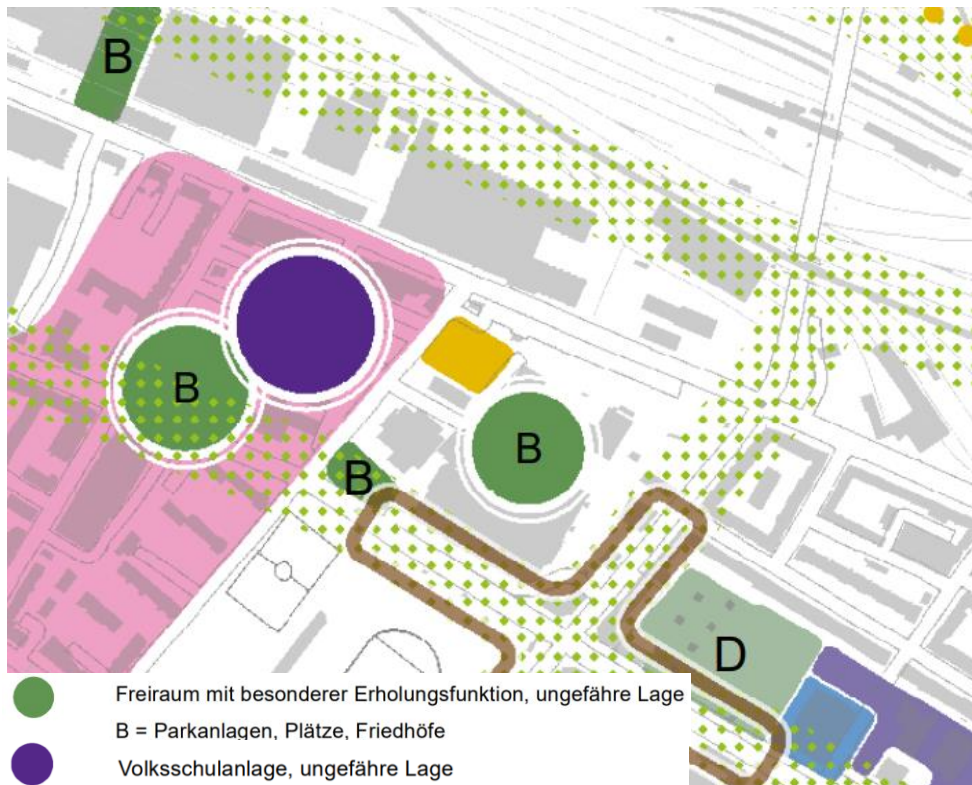 B
B
B
B
D
Freiraum mit besonderer Erholungsfunktion, ungefähre Lage
B = Parkanlagen, Plätze, Friedhöfe
Volksschulanlage, ungefähre Lage